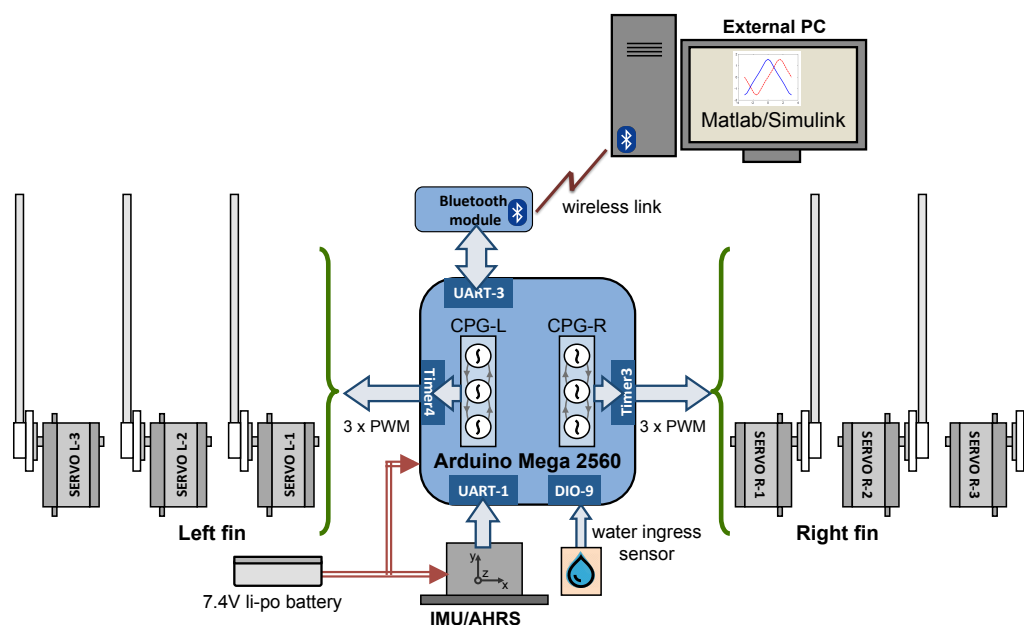 External PC
Matlab/Simulink
Bluetooth
module
wireless link
UART-3
CPG-L
CPG-R
Timer4
Timer3
3 x PWM
3 x PWM
SERVO L-3
SERVO L-2
SERVO L-1
SERVO R-1
SERVO R-2
SERVO R-3
Arduino Mega 2560
UART-1
DIO-9
Left fin
Right fin
water ingress
sensor
y
z
x
7.4V li-po battery
IMU/AHRS